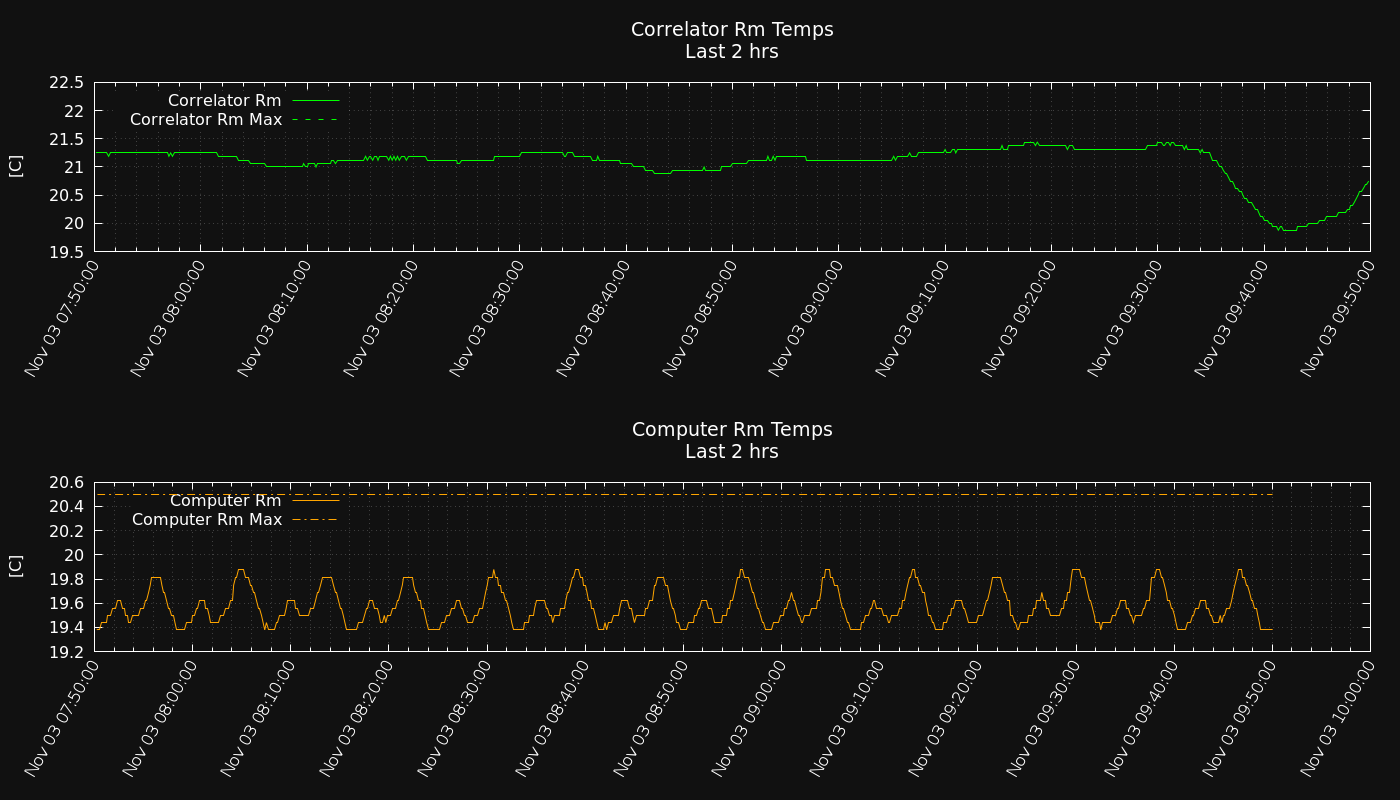 Correlator Rm Temps
Last 2 hrs
22.5
22
21.5
21
20.5
20
19.5
[C]
Correlator Rm
Correlator Rm Max
Nov 03 07:50:00
Nov 03 08:00:00
Nov 03 08:10:00
Nov 03 08:20:00
Nov 03 08:30:00
Nov 03 08:40:00
Nov 03 08:50:00
Nov 03 09:00:00
Nov 03 09:10:00
Nov 03 09:20:00
Nov 03 09:30:00
Nov 03 09:40:00
Nov 03 09:50:00
Computer Rm Temps
Last 2 hrs
20.6
20.4
20.2
20
19.8
19.6
19.4
19.2
[C]
Computer Rm
Computer Rm Max
Nov 03 07:50:00
Nov 03 08:00:00
Nov 03 08:10:00
Nov 03 08:20:00
Nov 03 08:30:00
Nov 03 08:40:00
Nov 03 08:50:00
Nov 03 09:00:00
Nov 03 09:10:00
Nov 03 09:20:00
Nov 03 09:30:00
Nov 03 09:40:00
Nov 03 09:50:00
Nov 03 10:00:00